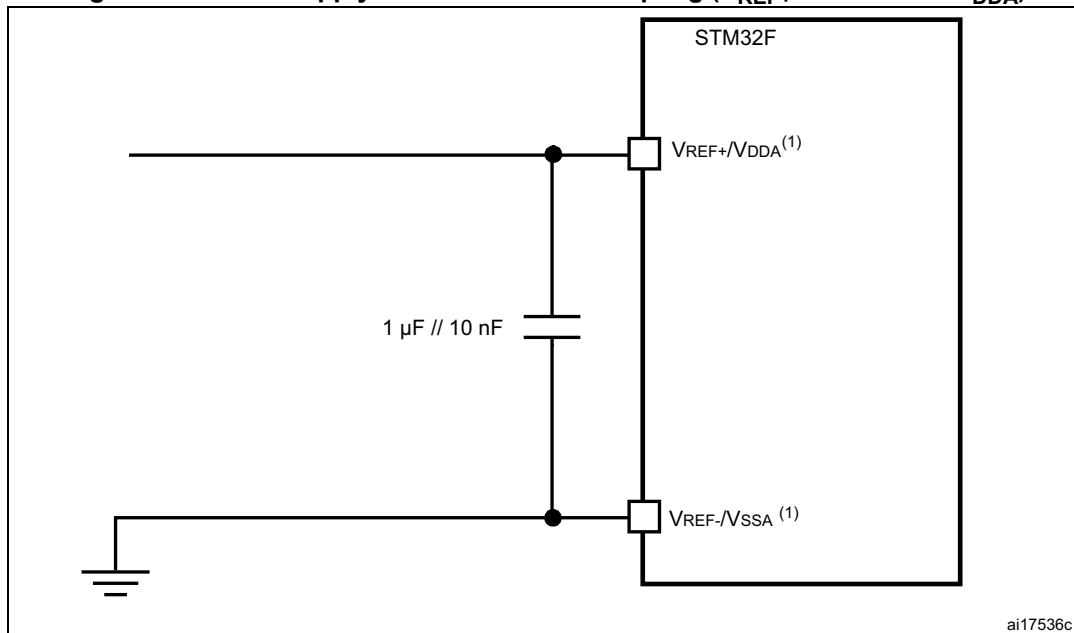 STM32F
VREF+/VDDA(1)
1 µF // 10 nF
VREF-/VSSA (1)
ai17536c